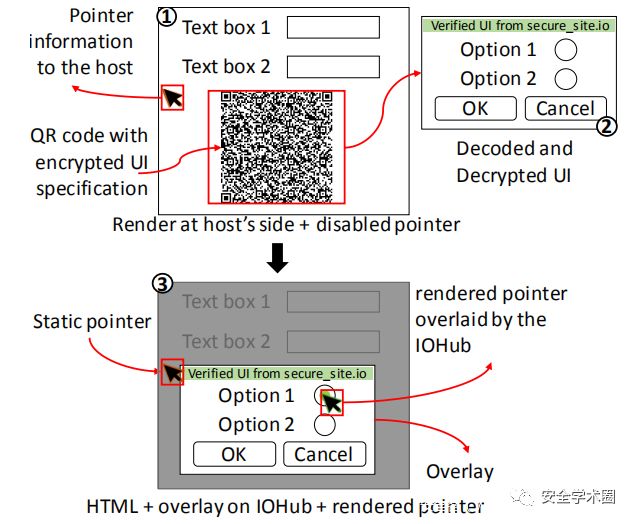 Pointer
information
to the host
①
Text box 1
Text box 2
QR code with
encrypted UI
specification
Verified UI from secure_site.io
Option 1
Option 2
OK
Cancel
②
Decoded and
Decrypted UI
Render at host's side + disabled pointer
③
Text box 1
Text box 2
Static pointer
rendered pointer
overlaid by the
IOHub
Verified UI from secure_site.io
Option 1
Option 2
OK
Cancel
Overlay
HTML + overlay on IOHub + rendered pointer
安全学术圈